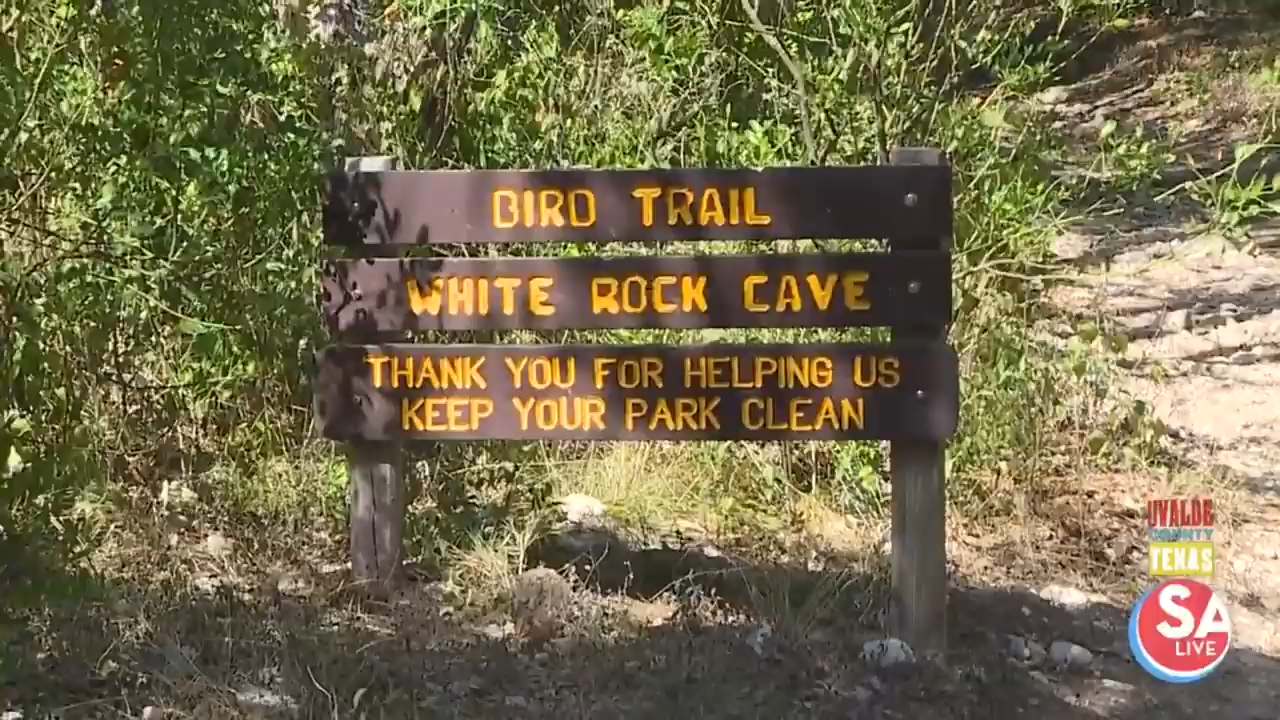 BIRD TRAIL
WHITE ROCK CAVE
THANK YOU FOR HELPING US
KEEP YOUR PARK CLEAN
UVALDE
COUNTY
TEXAS
SA
LIVE